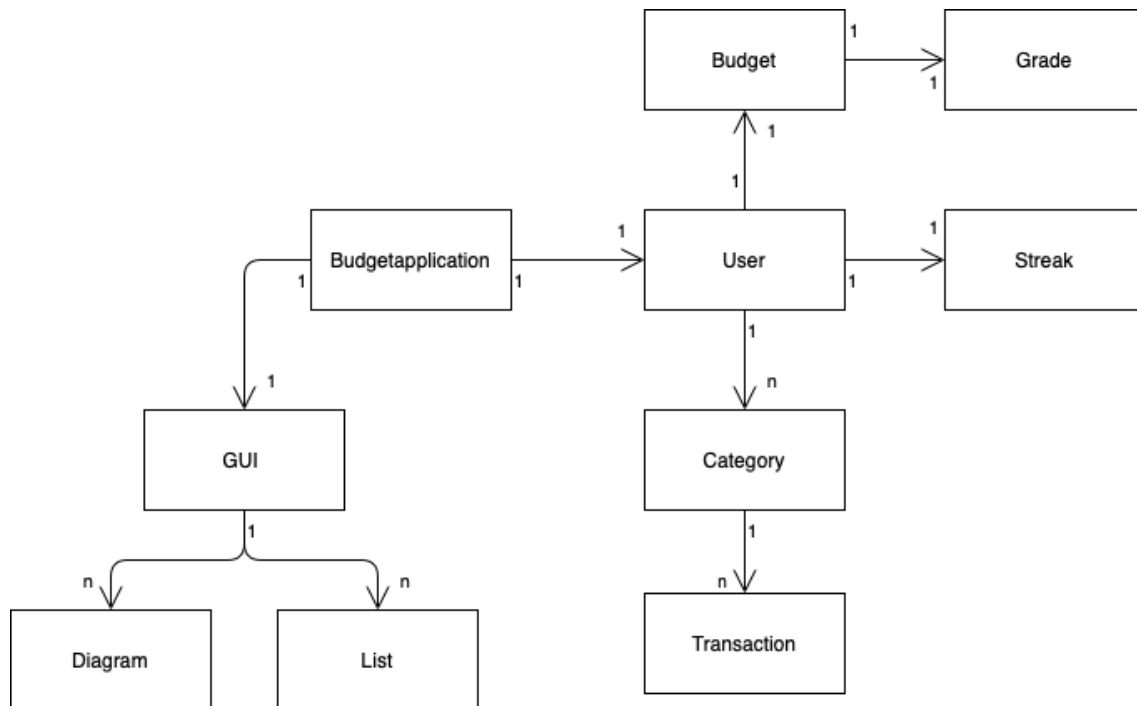 1
Budget
Grade
1
1
1
1
1
1
Budgetapplication
User
Streak
1
1
1
1
1
n
GUI
Category
1
1
n
n
n
Diagram
List
Transaction